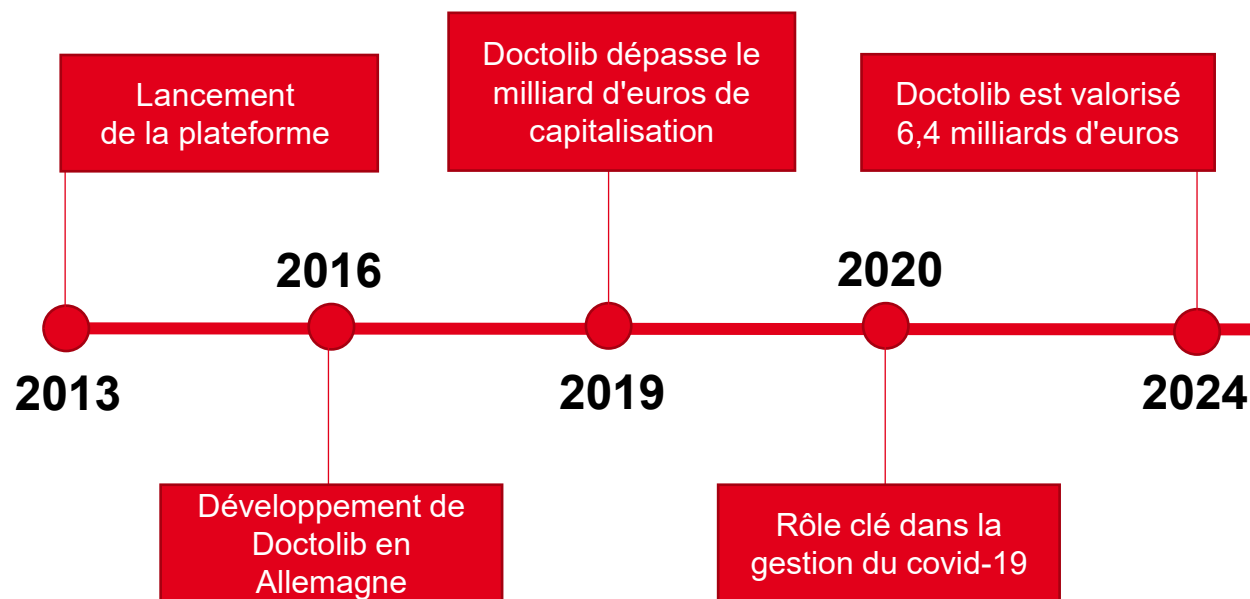 Lancement
de la plateforme
Doctolib dépasse le
milliard d'euros de
capitalisation
Doctolib est valorisé
6,4 milliards d'euros
2016
2020
2013
2019
2024
Développement de
Doctolib en
Allemagne
Rôle clé dans la
gestion du covid-19